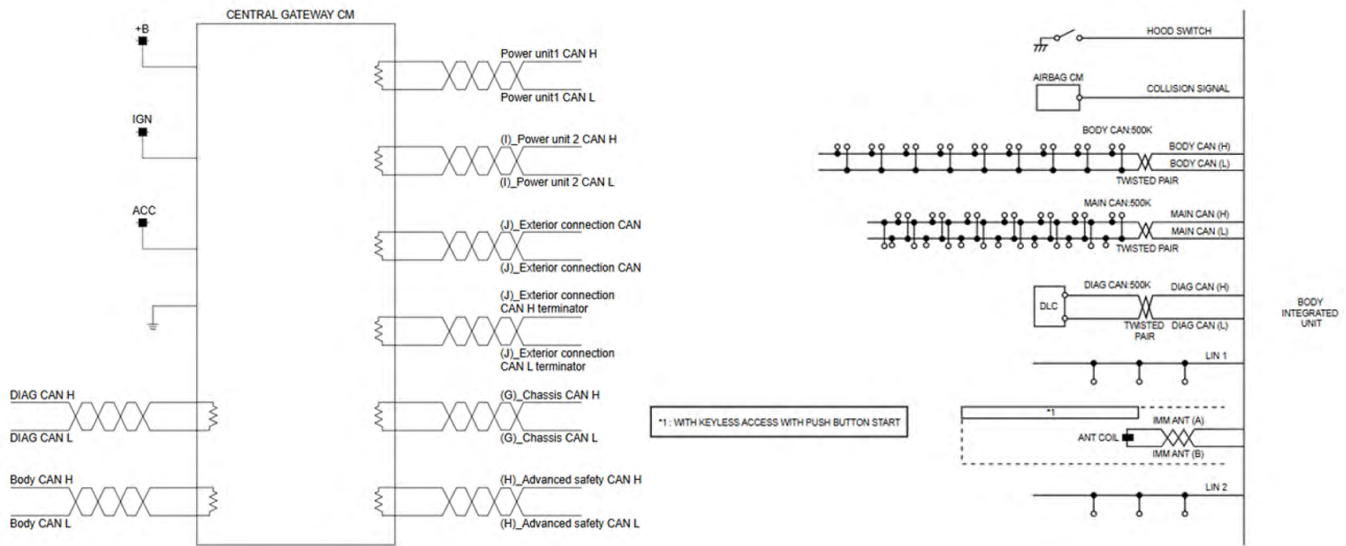 CENTRAL GATEWAY CM
+B
IGN
ACC
DIAG CAN H
DIAG CAN L
Body CAN H
Body CAN L
Power unit1 CAN H
Power unit1 CAN L
(I)_Power unit 2 CAN H
(I)_Power unit 2 CAN L
(J)_Exterior connection CAN
(J)_Exterior connection CAN
(J)_Exterior connection
CAN H terminator
(J)_Exterior connection
CAN L terminator
(G)_Chassis CAN H
(G)_Chassis CAN L
(H)_Advanced safety CAN H
(H)_Advanced safety CAN L
*1 : WITH KEYLESS ACCESS WITH PUSH BUTTON START
HOOD SWITCH
AIRBAG CM
COLLISION SIGNAL
BODY CAN:500K
BODY CAN (H)
BODY CAN (L)
TWISTED PAIR
MAIN CAN:500K
MAIN CAN (H)
MAIN CAN (L)
TWISTED PAIR
DIAG CAN:500K
DIAG CAN (H)
DLC
TWISTED
PAIR
DIAG CAN (L)
LIN 1
*1
IMM ANT (A)
ANT COIL
IMM ANT (B)
LIN 2
BODY
INTEGRATED
UNIT